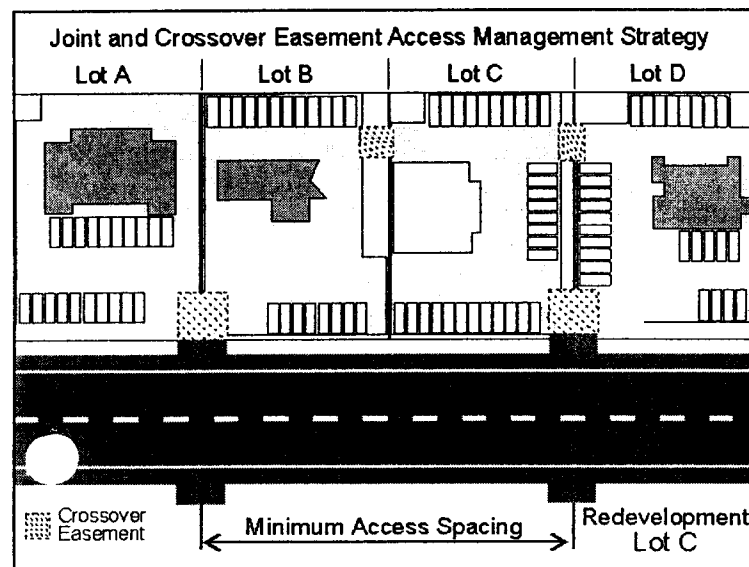 Joint and Crossover Easement Access Management Strategy
Lot A
Lot B
Lot C
Lot D
Crossover
Easement
Minimum Access Spacing
Redevelopment
Lot C